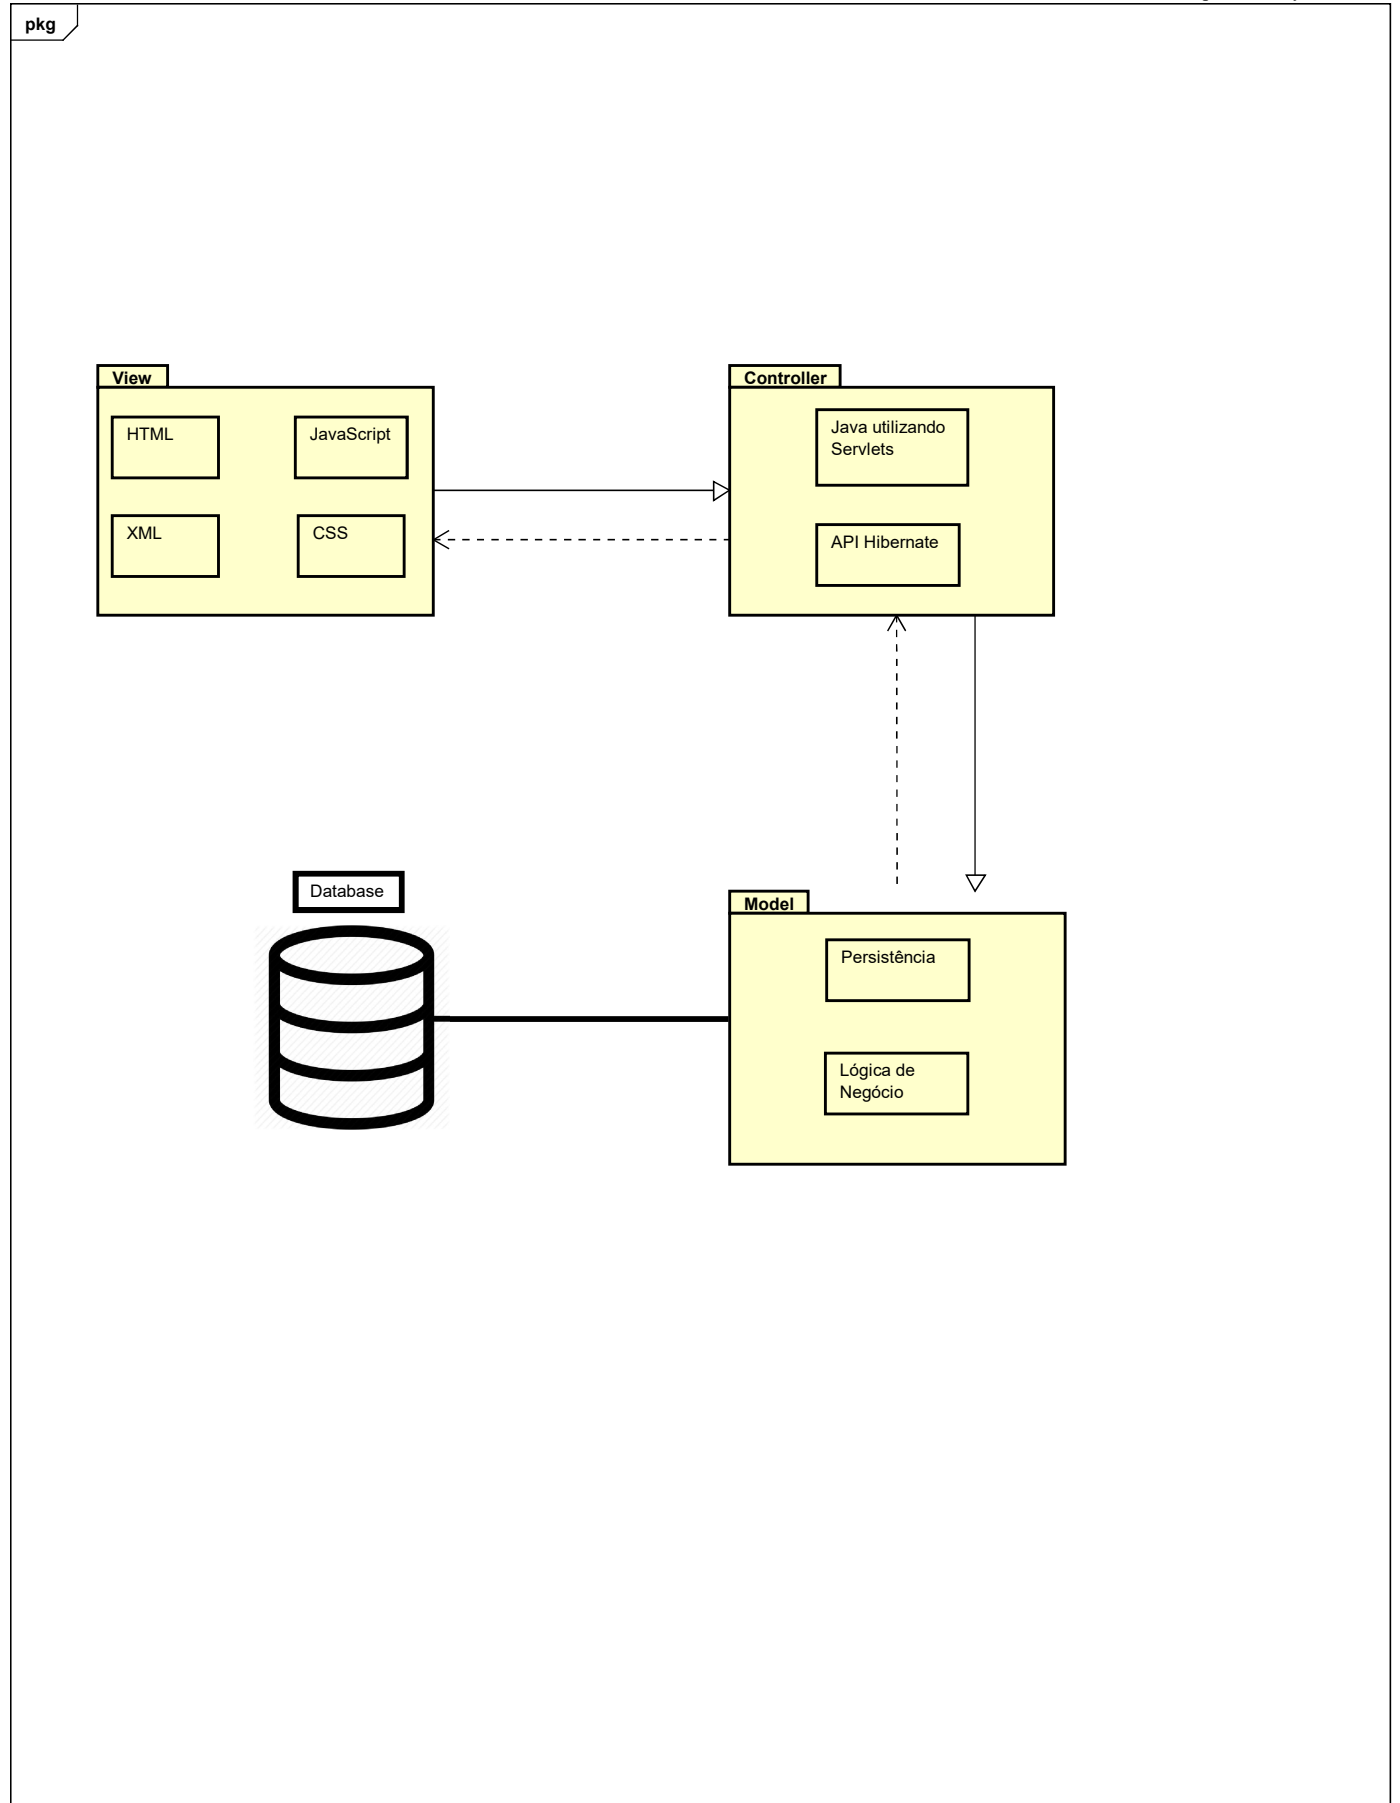 pkg
View
HTML
JavaScript
XML
CSS
Controller
Java utilizando
Servlets
API Hibernate
Database
Model
Persistência
Lógica de
Negócio